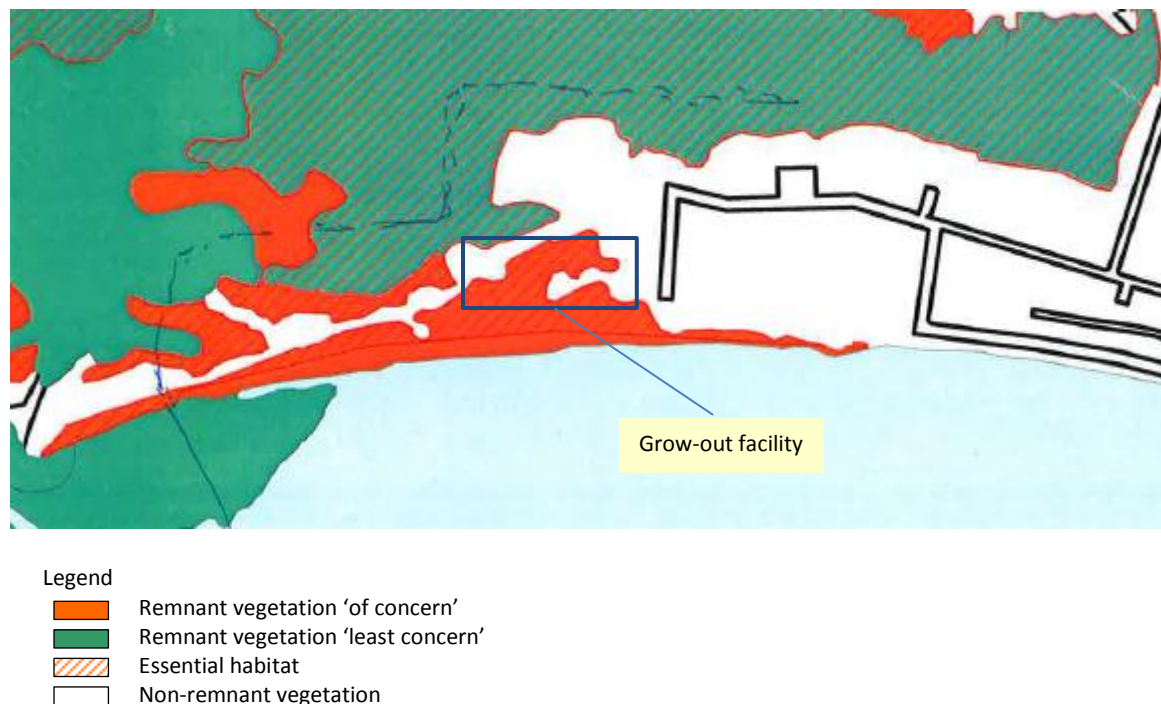 Grow-out facility
Legend
Remnant vegetation ‘of concern’
Remnant vegetation ‘least concern’
Essential habitat
Non-remnant vegetation